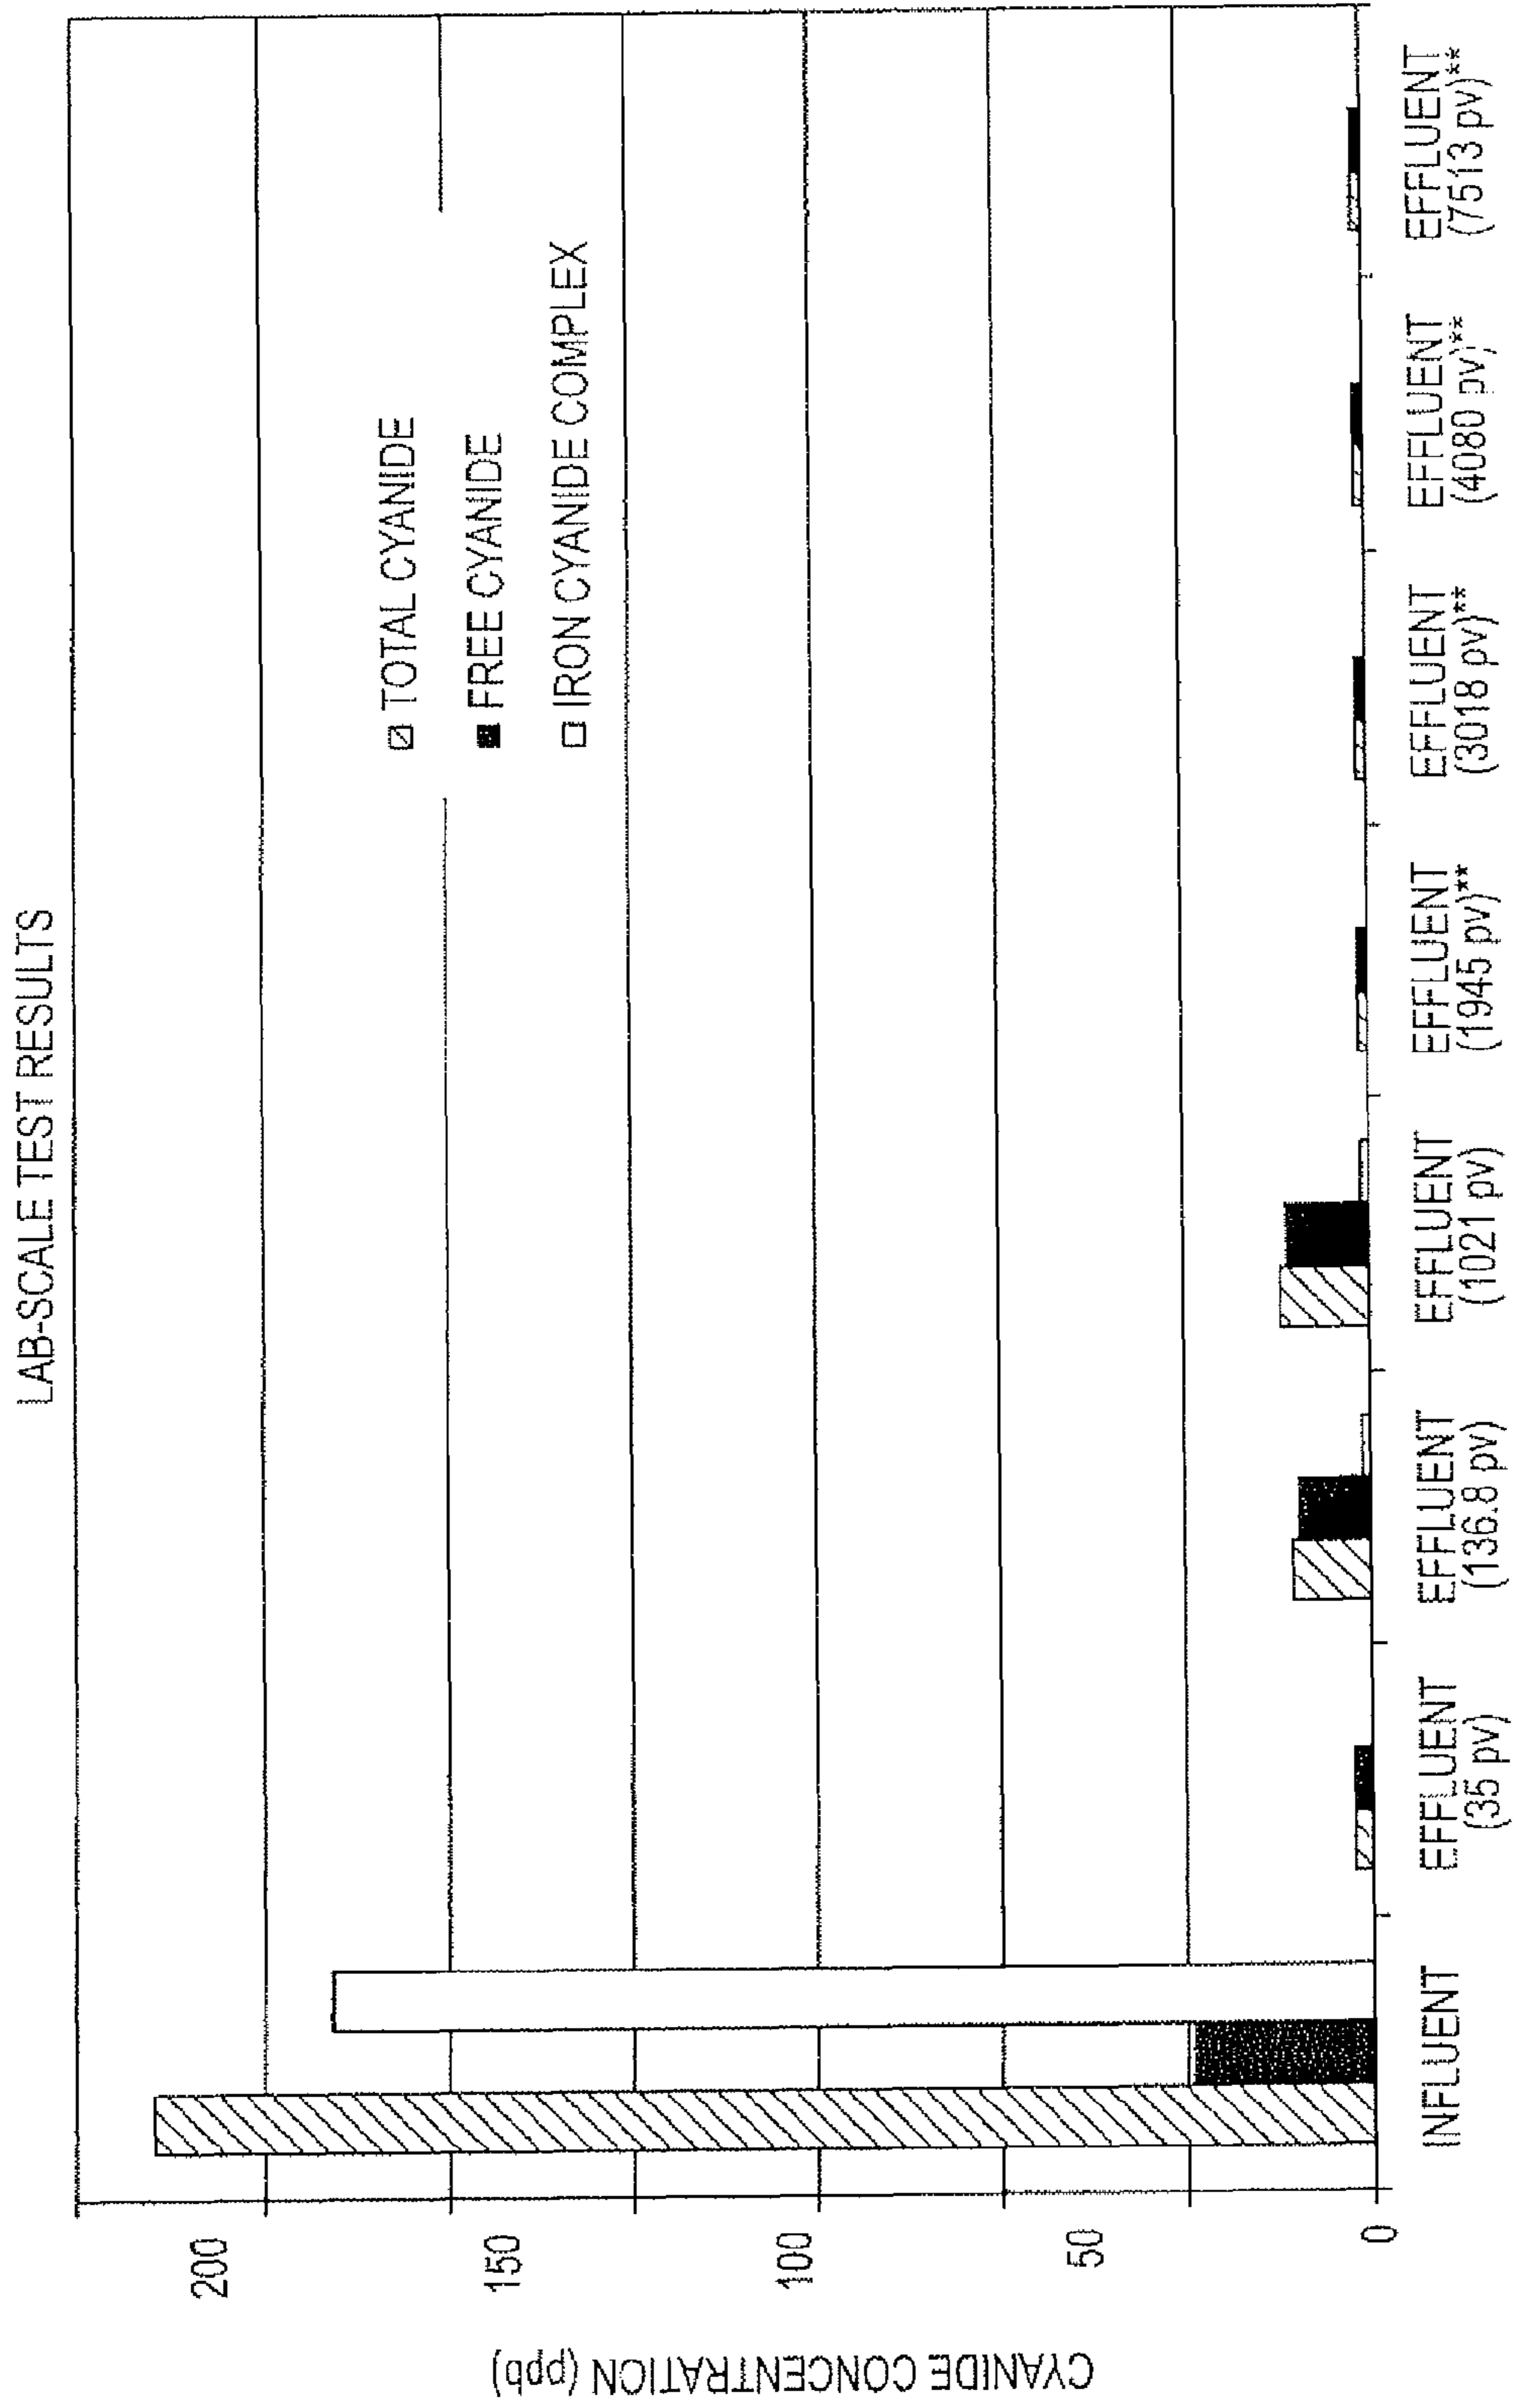 LAB-SCALE TEST RESULTS
CYANIDE CONCENTRATION (ppb)
200
150
100
50
0
TOTAL CYANIDE
FREE CYANIDE
IRON CYANIDE COMPLEX
INFLUENT
EFFLUENT
(35 pv)
EFFLUENT
(136.8 pv)
EFFLUENT
(1021 pv)
EFFLUENT
(1945 pv)**
EFFLUENT
(3018 pv)**
EFFLUENT
(4080 pv)**
EFFLUENT
(7513 pv)**